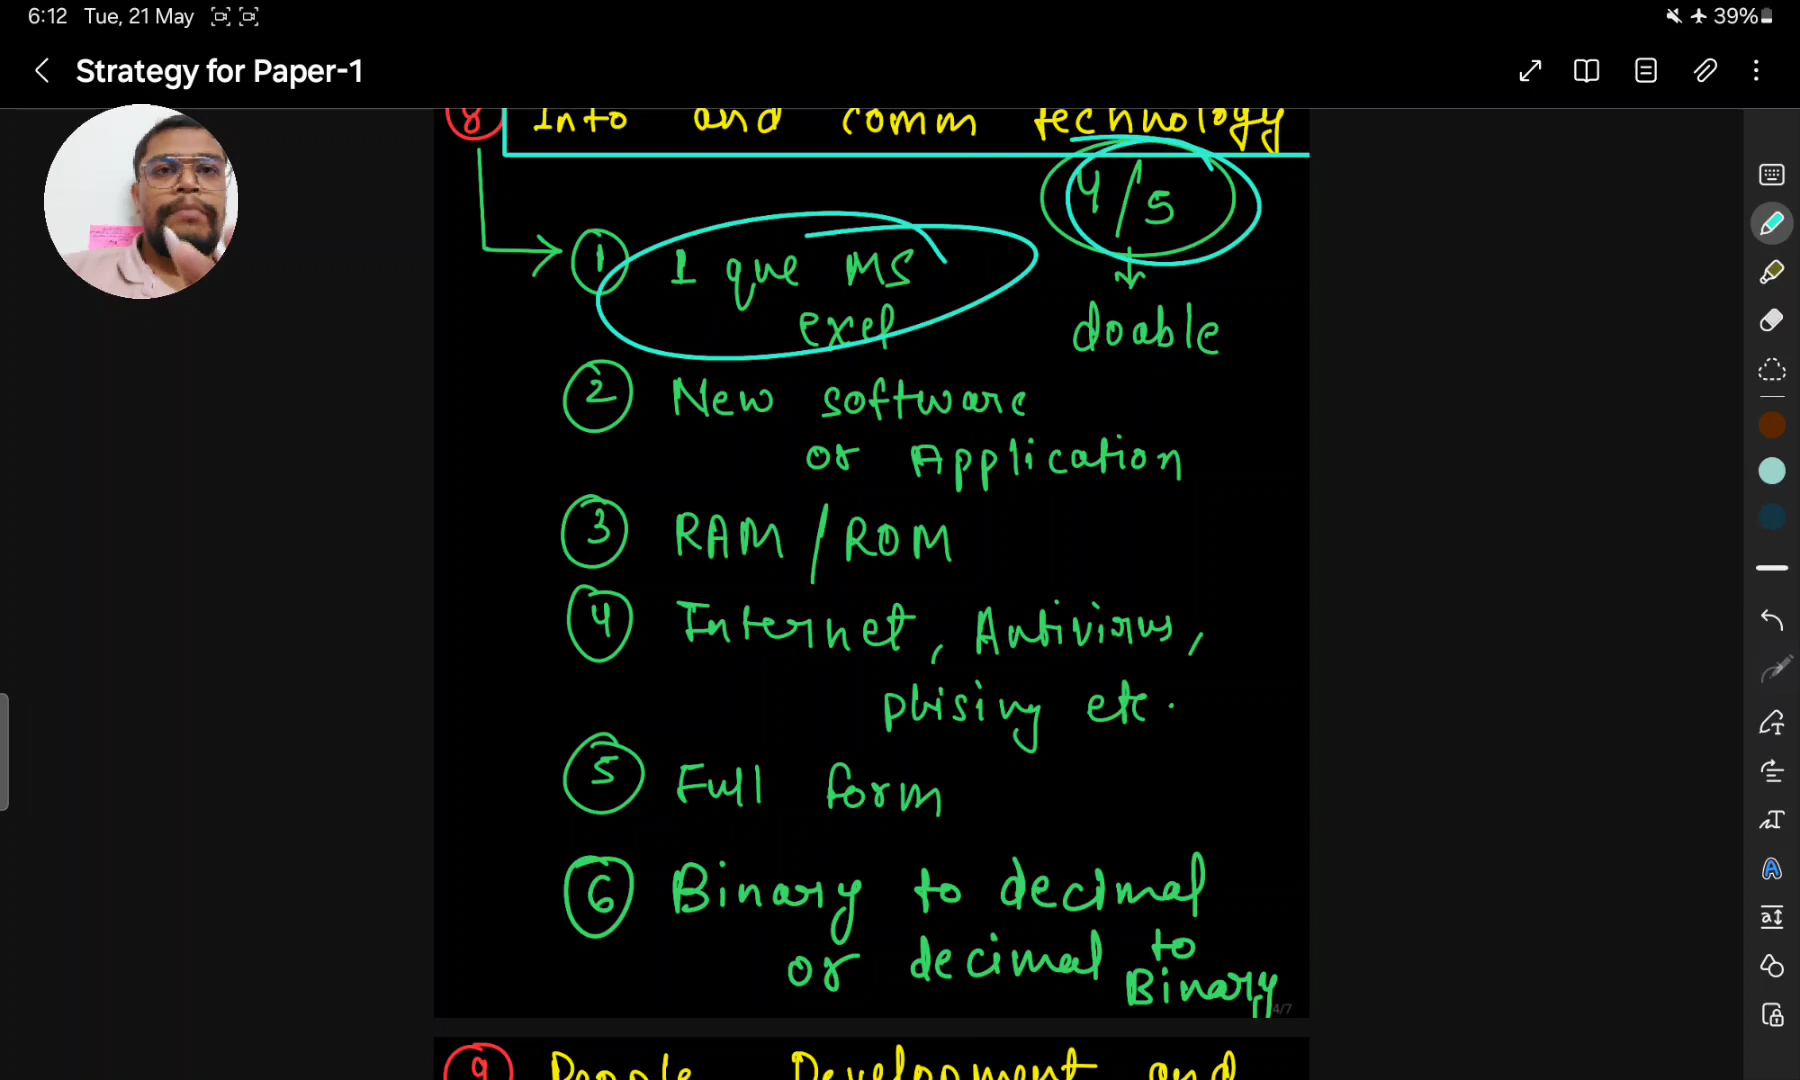 6:12 Tue, 21 May
39%
Strategy for Paper-1
8 Info and comm technology
4/5
1 1 que MS
exel
doable
2 New software
or Application
3 RAM / ROM
4 Internet, Antivirus,
phising etc.
5 Full form
6 Binary to decimal
or decimal to
Binary
4/7
9 People Development and